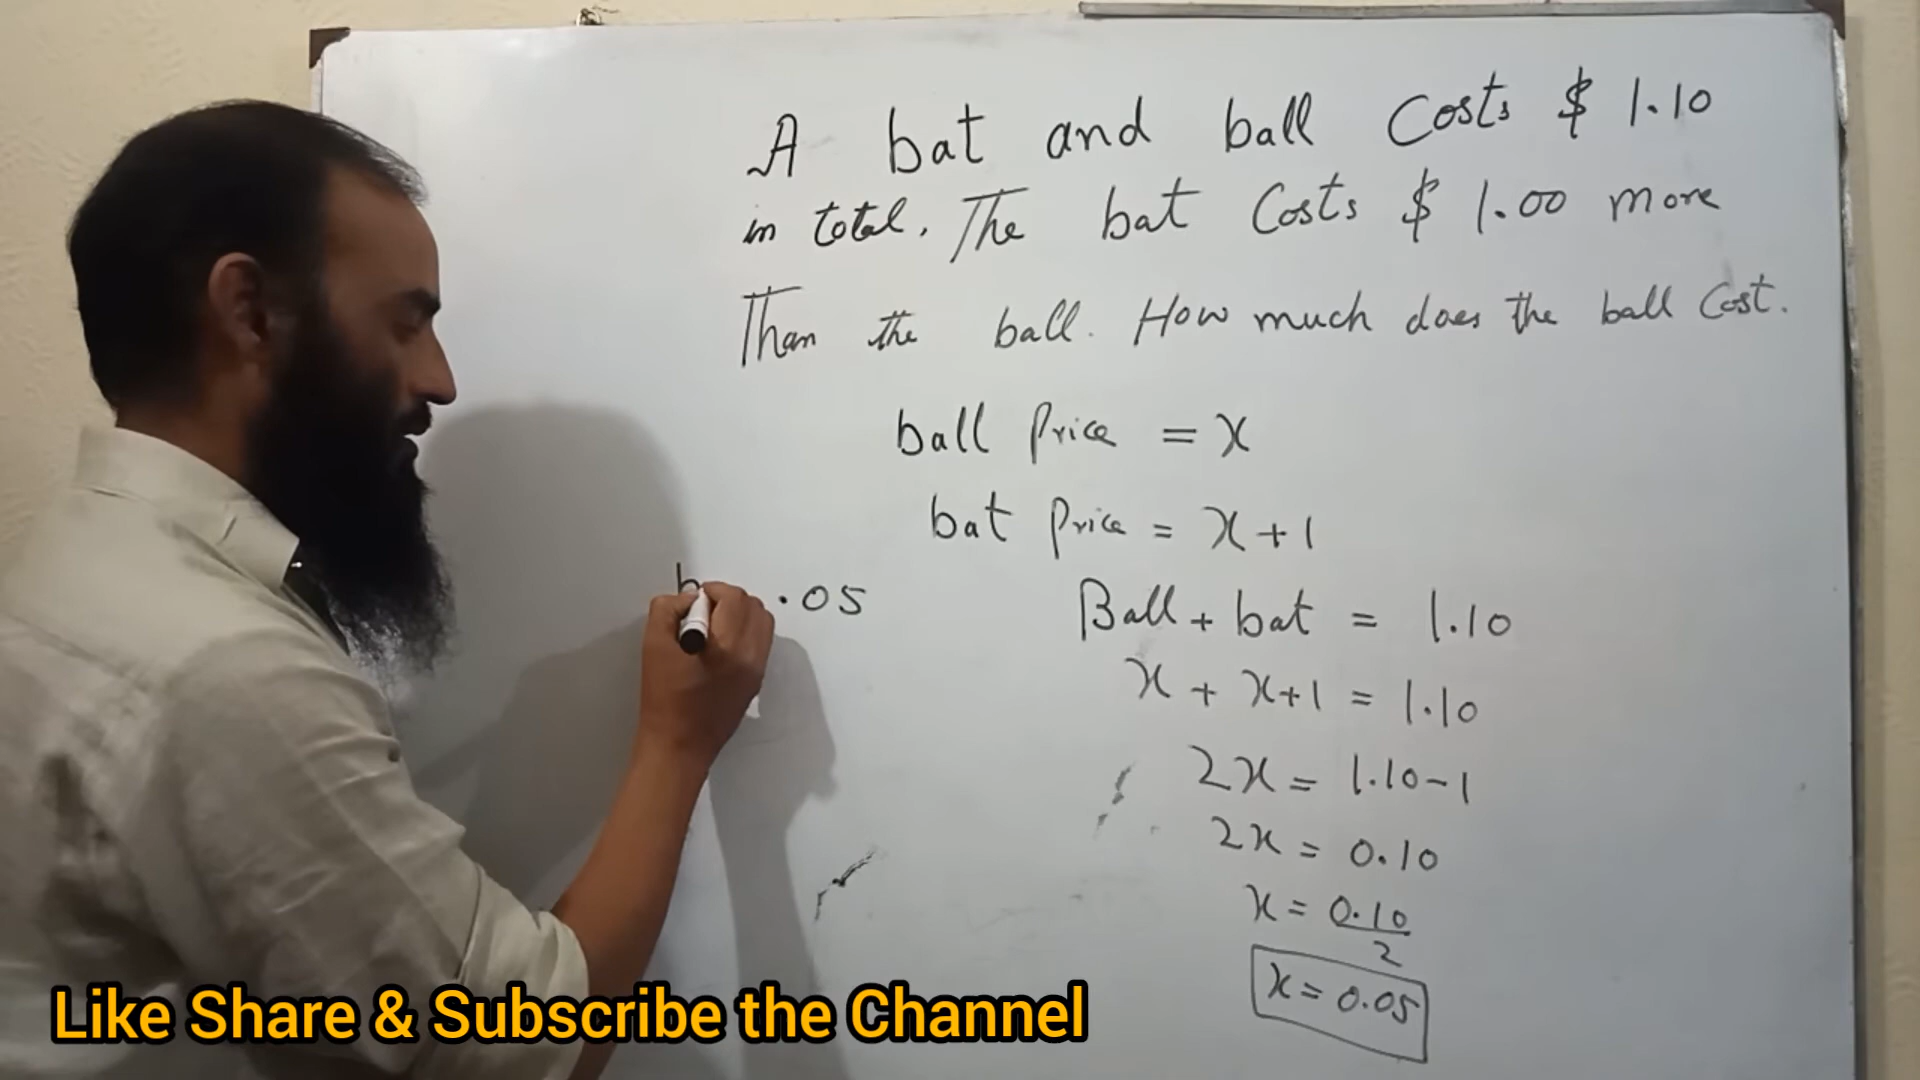 A bat and ball Costs $ 1.10
in total. The bat Costs $ 1.00 more
Than the ball. How much does the ball Cost.
ball Price = x
bat Price = x + 1
b .05
Ball + bat = 1.10
x + x+1 = 1.10
2x = 1.10-1
2x = 0.10
x = 0.10
2
x = 0.05
Like Share & Subscribe the Channel